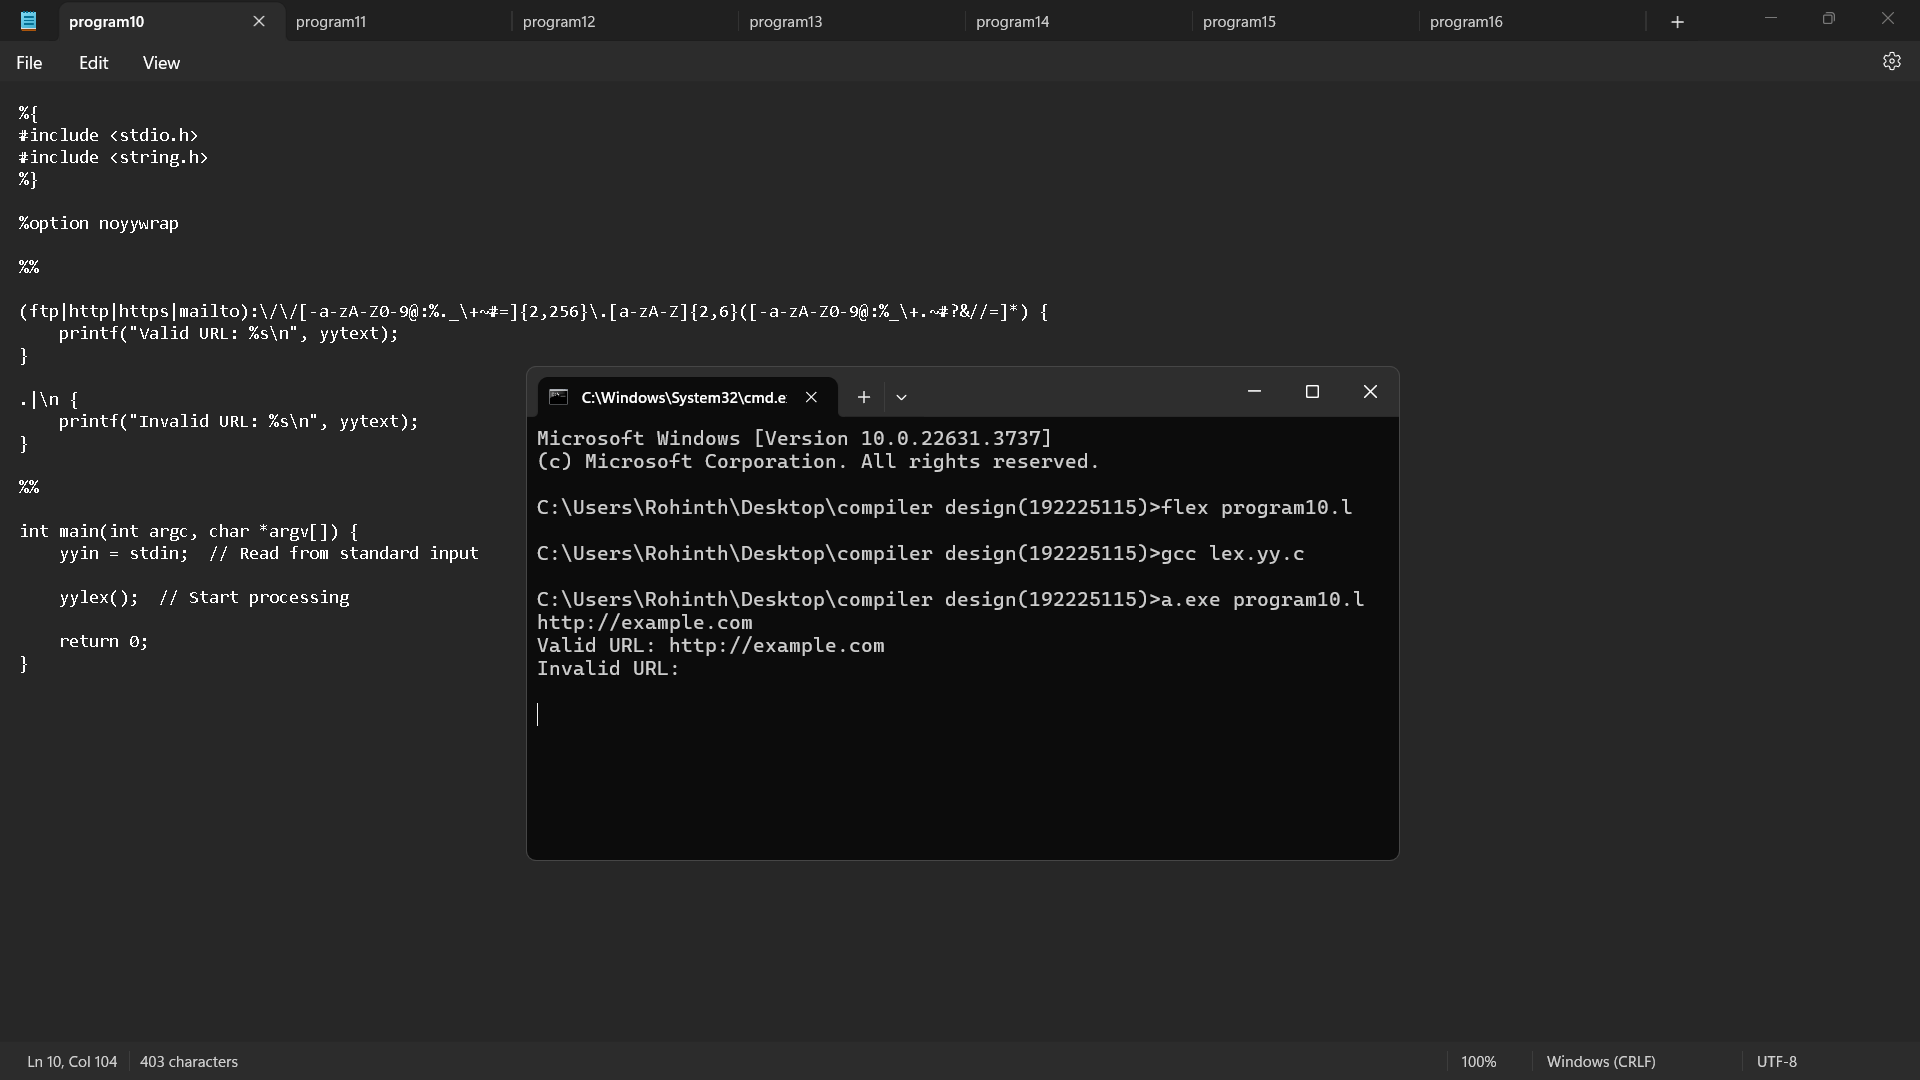 program10
program11
program12
program13
program14
program15
program16
File Edit View
%{
#include <stdio.h>
#include <string.h>
%}
%option noyywrap
%%
(ftp|http|https|mailto):\/\/[-a-zA-Z0-9@:%._\+~#=]{2,256}\.[a-zA-Z]{2,6}([-a-zA-Z0-9@:%_\+.~#?&//=]*) {
    printf("Valid URL: %s\n", yytext);
}
.|\n {
    printf("Invalid URL: %s\n", yytext);
}
%%
int main(int argc, char *argv[]) {
    yyin = stdin;  // Read from standard input
    yylex();  // Start processing
    return 0;
}
C:\Windows\System32\cmd.e
Microsoft Windows [Version 10.0.22631.3737]
(c) Microsoft Corporation. All rights reserved.
C:\Users\Rohinth\Desktop\compiler design(192225115)>flex program10.l
C:\Users\Rohinth\Desktop\compiler design(192225115)>gcc lex.yy.c
C:\Users\Rohinth\Desktop\compiler design(192225115)>a.exe program10.l
http://example.com
Valid URL: http://example.com
Invalid URL:
Ln 10, Col 104
403 characters
100%
Windows (CRLF)
UTF-8